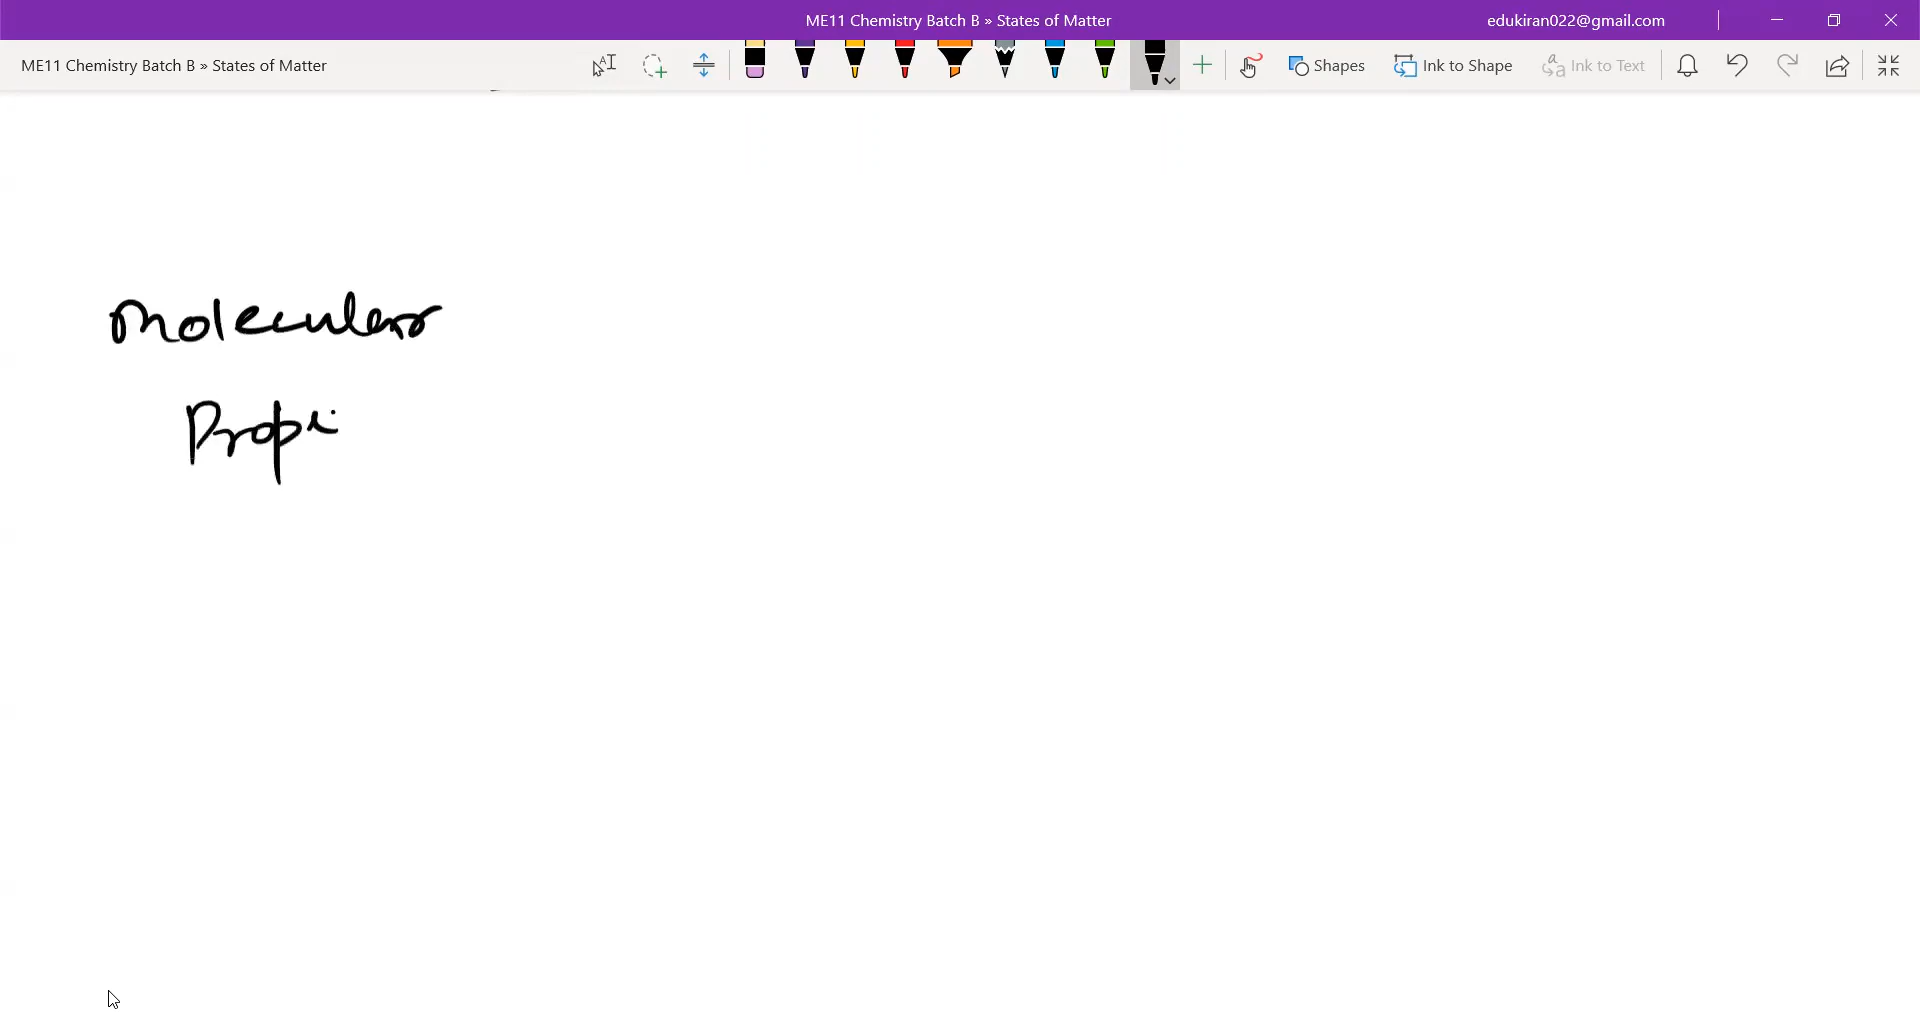 ME11 Chemistry Batch B » States of Matter
edukiran022@gmail.com
ME11 Chemistry Batch B » States of Matter
Shapes
Ink to Shape
Ink to Text
Molecular